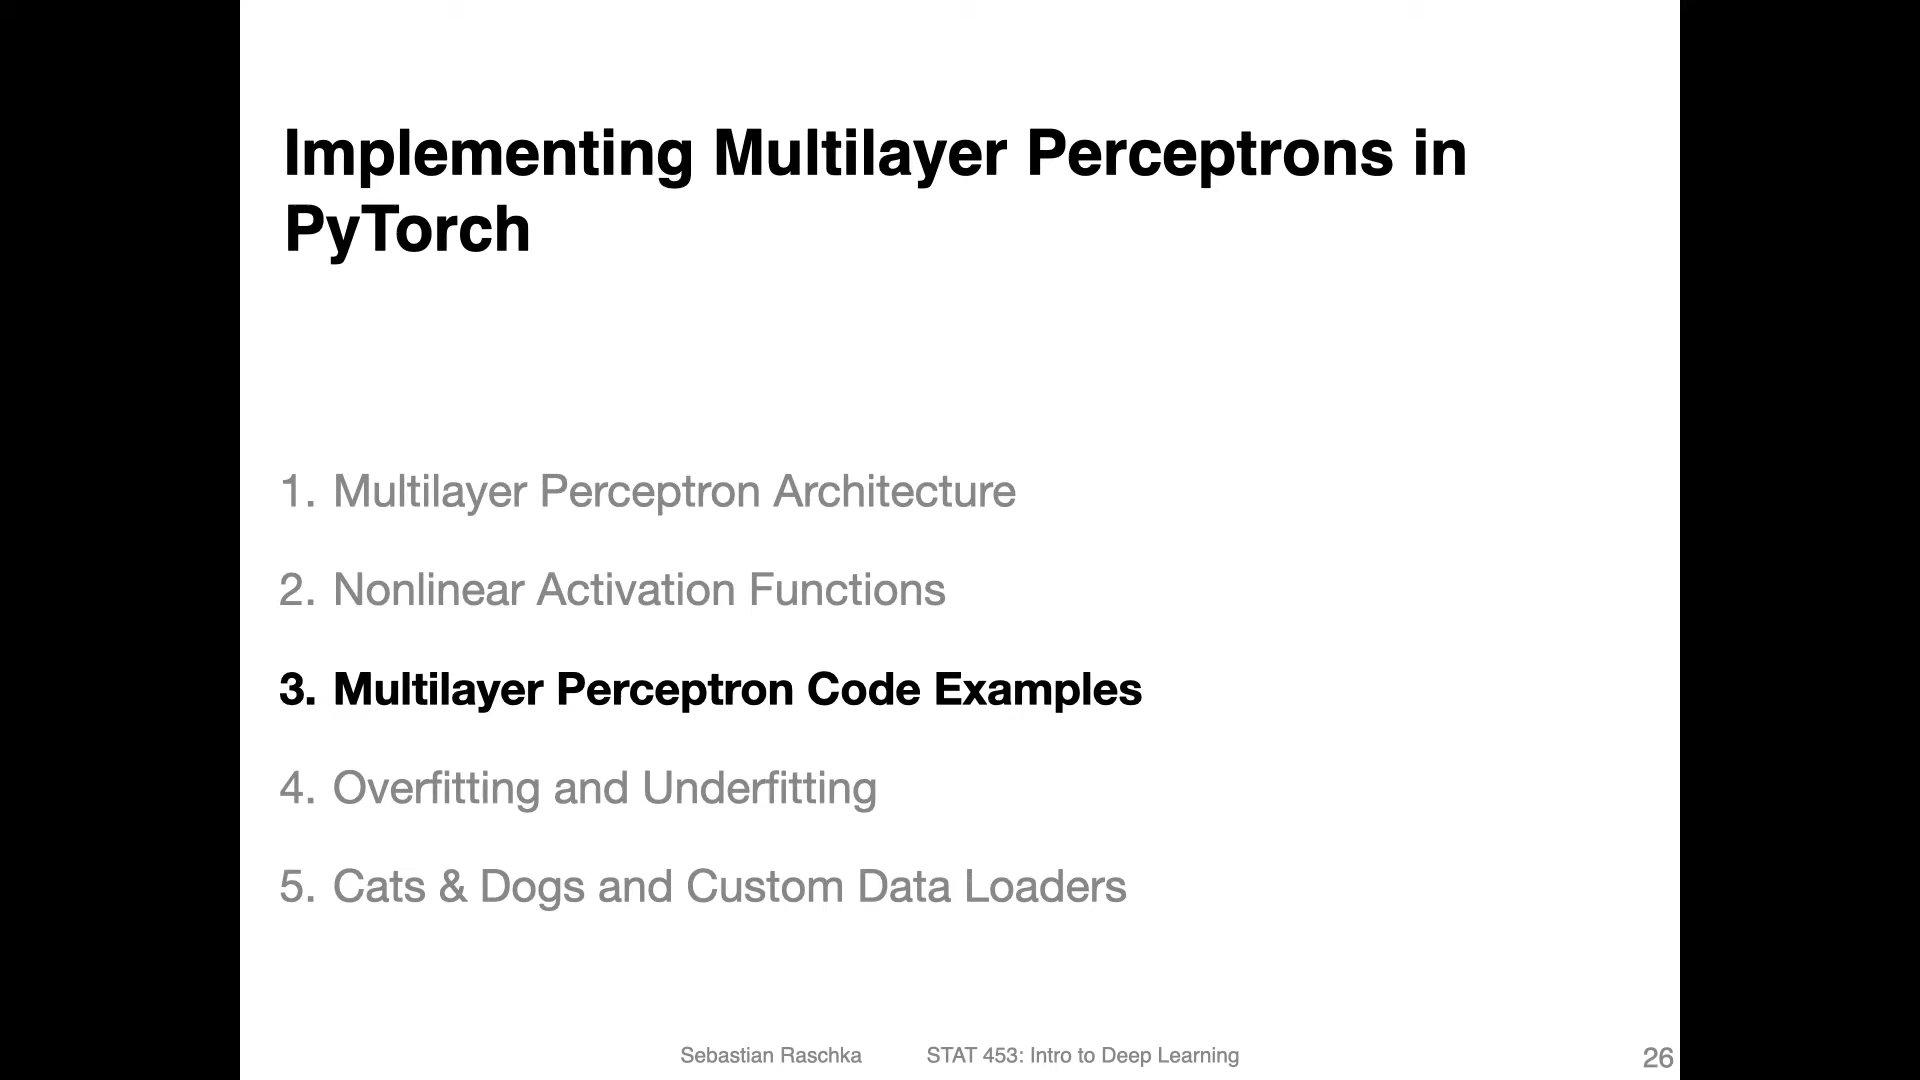 Implementing Multilayer Perceptrons in
PyTorch
1. Multilayer Perceptron Architecture
2. Nonlinear Activation Functions
3. Multilayer Perceptron Code Examples
4. Overfitting and Underfitting
5. Cats & Dogs and Custom Data Loaders
Sebastian Raschka STAT 453: Intro to Deep Learning 26